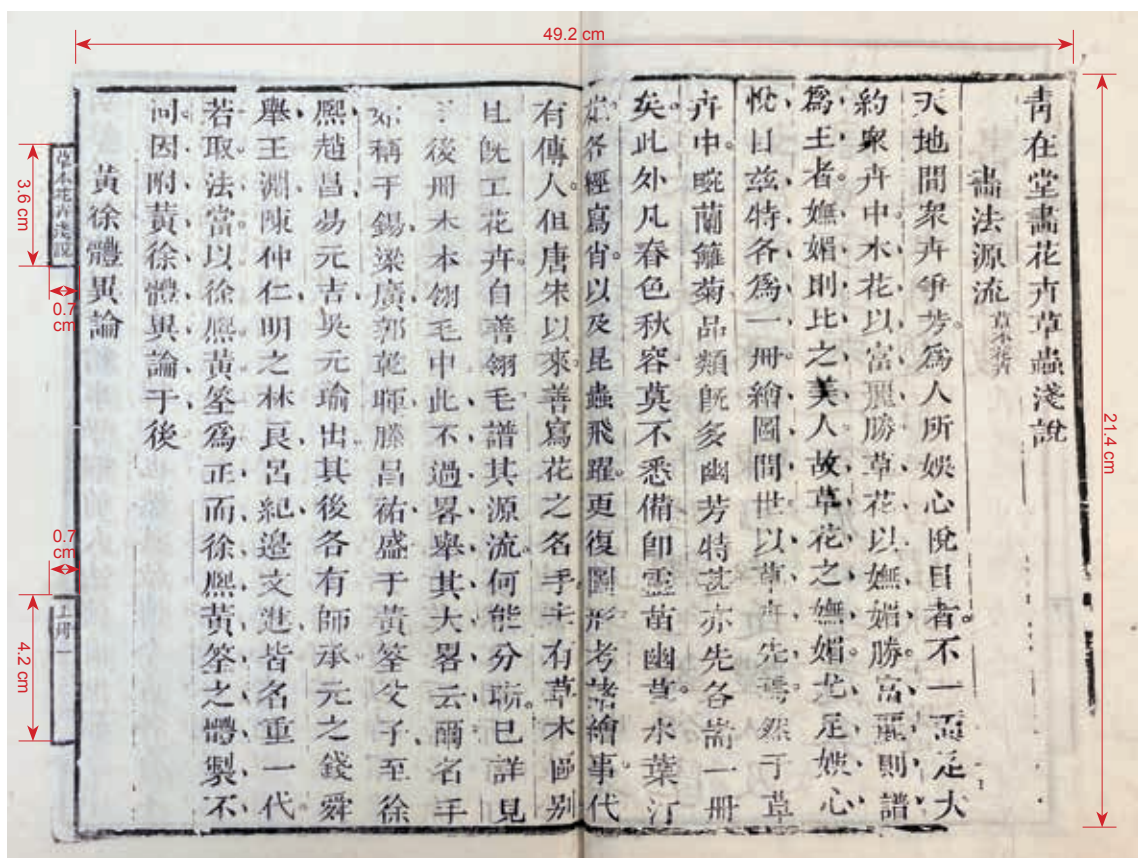 49.2 cm
青在堂畫花卉草蟲淺說
畫法源流 草本花卉
天地間衆卉爭芳。爲人所娛心悅目者、不一而足大
約衆卉中、木花以富麗勝、草花以嫵媚勝。富麗則譜
爲王者、嫵媚則比之美人、故草花之嫵媚。尤足娛心
悅目、茲特各爲一冊、繪圖問世、以草卉先焉。然于草
卉中。畹蘭籬菊、品類旣多、幽芳特甚、亦先各耑一冊
矣。此外凡春色秋容。莫不悉備、卽靈苗幽草。水葉汀
葩、各經寫肖。以及昆蟲飛躍。更復圖形、考諸繪事、代
有傳人。但唐宋以來、善寫花之名手、未有草木區別
且旣工花卉、自善翎毛、譜其源流、何能分 。已詳見
于後冊木本翎毛中、此不過畧舉、其大畧云爾、名手
初稱于錫、梁廣、郭乾暉、滕昌祐、盛于黃筌父子、至徐
熙、趙昌、易元吉、吳元瑜出、其後各有師承、元之錢舜
舉、王淵、陳仲仁、明之林良、呂紀、邊文進、皆名重一代
若取法當以徐熙黃筌爲正、而徐熙黃筌之體製不
同、因附黃徐體異論于後
黃徐體異論
草本花卉淺說
上冊一
3.6 cm
0.7 cm
0.7 cm
4.2 cm
21.4 cm